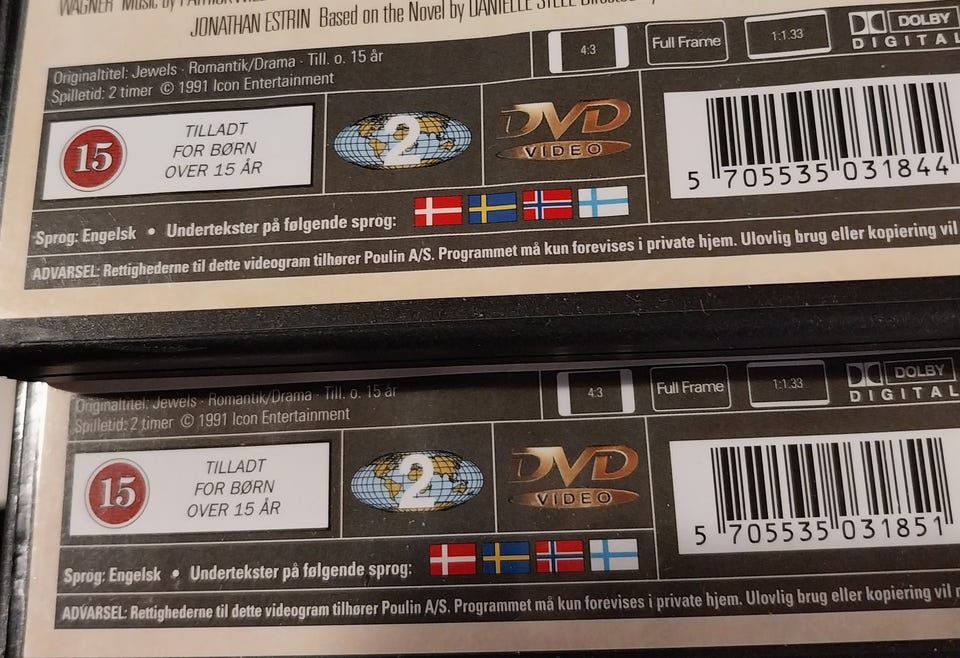 WAGNER Music by
JONATHAN ESTRIN Based on the Novel by DANIELLE STEEL
Originaltitel: Jewels · Romantik/Drama · Till. o. 15 år
Spilletid: 2 timer © 1991 Icon Entertainment
4:3
Full Frame
1:1.33
DOLBY
DIGITAL
15
TILLADT
FOR BØRN
OVER 15 ÅR
2
DVD
VIDEO
5 705535 031844
Sprog: Engelsk • Undertekster på følgende sprog:
ADVARSEL: Rettighederne til dette videogram tilhører Poulin A/S. Programmet må kun forevises i private hjem. Ulovlig brug eller kopiering vil
Originaltitel: Jewels · Romantik/Drama · Till. o. 15 år
Spilletid: 2 timer © 1991 Icon Entertainment
4:3
Full Frame
1:1.33
DOLBY
DIGITAL
15
TILLADT
FOR BØRN
OVER 15 ÅR
2
DVD
VIDEO
5 705535 031851
Sprog: Engelsk • Undertekster på følgende sprog:
ADVARSEL: Rettighederne til dette videogram tilhører Poulin A/S. Programmet må kun forevises i private hjem. Ulovlig brug eller kopiering vil